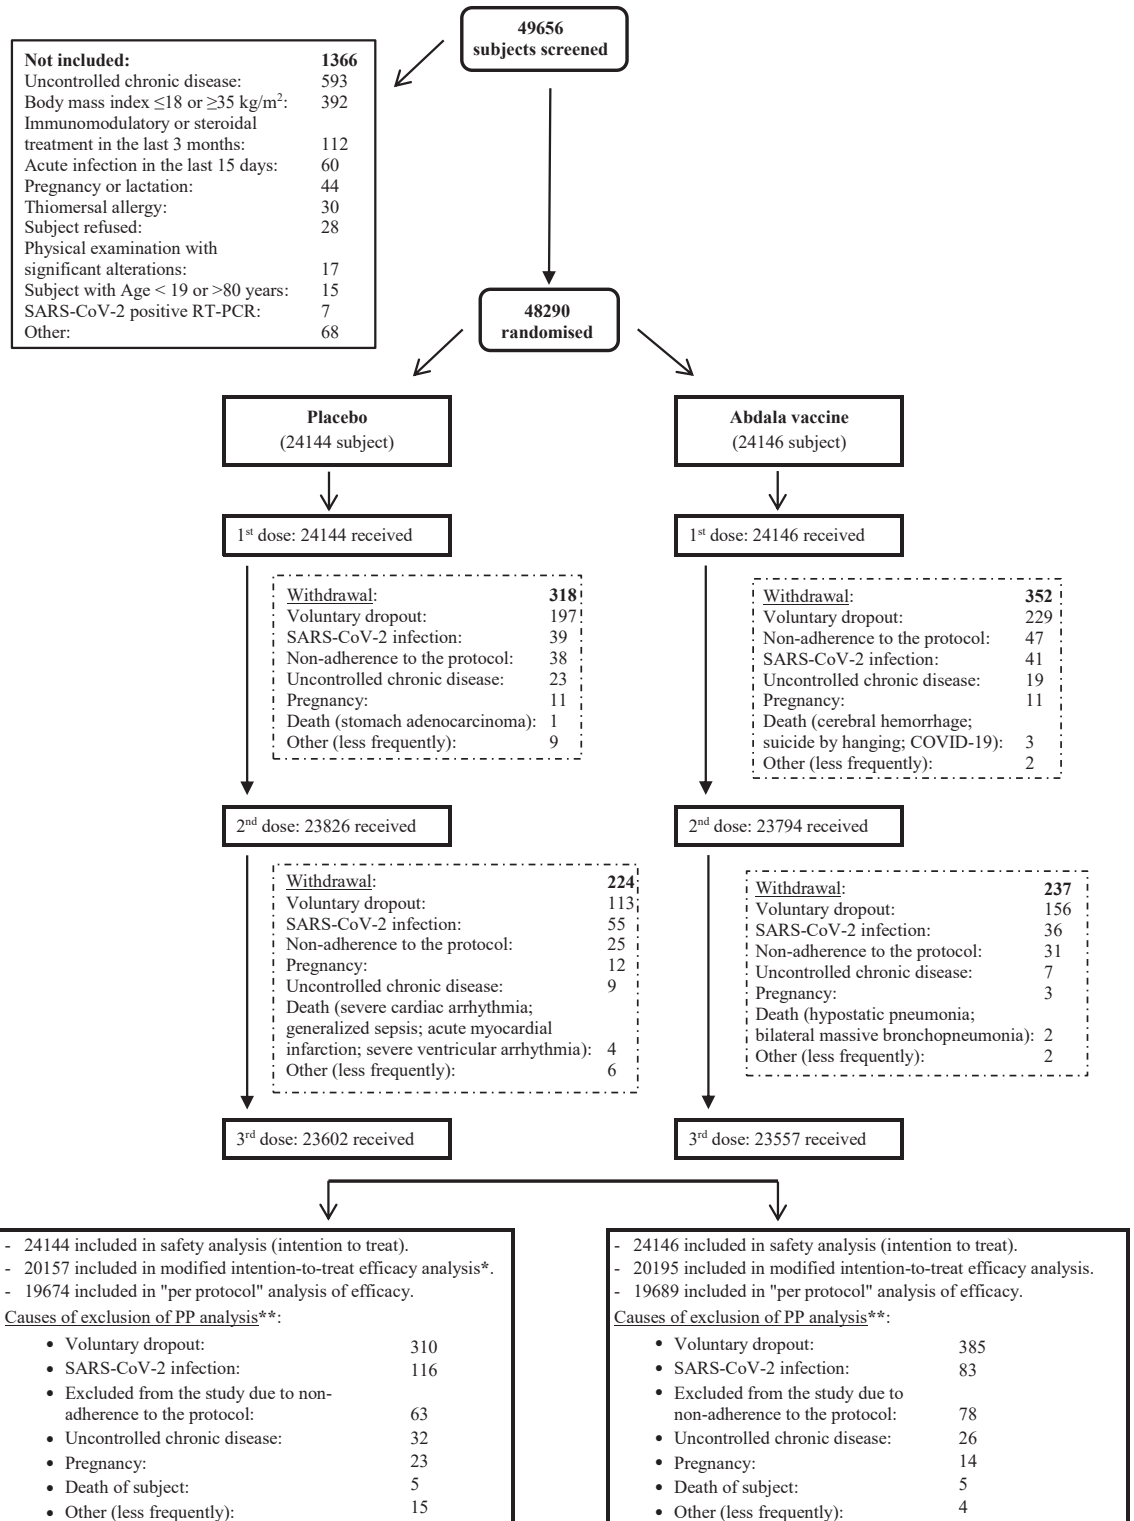 49656
subjects screened
Not included: 1366
Uncontrolled chronic disease: 593
Body mass index ≤18 or ≥35 kg/m²: 392
Immunomodulatory or steroidal
treatment in the last 3 months: 112
Acute infection in the last 15 days: 60
Pregnancy or lactation: 44
Thiomersal allergy: 30
Subject refused: 28
Physical examination with
significant alterations: 17
Subject with Age < 19 or >80 years: 15
SARS-CoV-2 positive RT-PCR: 7
Other: 68
48290
randomised
Placebo
(24144 subject)
1st dose: 24144 received
Withdrawal: 318
Voluntary dropout: 197
SARS-CoV-2 infection: 39
Non-adherence to the protocol: 38
Uncontrolled chronic disease: 23
Pregnancy: 11
Death (stomach adenocarcinoma): 1
Other (less frequently): 9
2nd dose: 23826 received
Withdrawal: 224
Voluntary dropout: 113
SARS-CoV-2 infection: 55
Non-adherence to the protocol: 25
Pregnancy: 12
Uncontrolled chronic disease: 9
Death (severe cardiac arrhythmia;
generalized sepsis; acute myocardial
infarction; severe ventricular arrhythmia): 4
Other (less frequently): 6
3rd dose: 23602 received
Abdala vaccine
(24146 subject)
1st dose: 24146 received
Withdrawal: 352
Voluntary dropout: 229
Non-adherence to the protocol: 47
SARS-CoV-2 infection: 41
Uncontrolled chronic disease: 19
Pregnancy: 11
Death (cerebral hemorrhage;
suicide by hanging; COVID-19): 3
Other (less frequently): 2
2nd dose: 23794 received
Withdrawal: 237
Voluntary dropout: 156
SARS-CoV-2 infection: 36
Non-adherence to the protocol: 31
Uncontrolled chronic disease: 7
Pregnancy: 3
Death (hypostatic pneumonia;
bilateral massive bronchopneumonia): 2
Other (less frequently): 2
3rd dose: 23557 received
- 24144 included in safety analysis (intention to treat).
- 20157 included in modified intention-to-treat efficacy analysis*.
- 19674 included in "per protocol" analysis of efficacy.
Causes of exclusion of PP analysis**:
• Voluntary dropout: 310
• SARS-CoV-2 infection: 116
• Excluded from the study due to non-
adherence to the protocol: 63
• Uncontrolled chronic disease: 32
• Pregnancy: 23
• Death of subject: 5
• Other (less frequently): 15
- 24146 included in safety analysis (intention to treat).
- 20195 included in modified intention-to-treat efficacy analysis.
- 19689 included in "per protocol" analysis of efficacy.
Causes of exclusion of PP analysis**:
• Voluntary dropout: 385
• SARS-CoV-2 infection: 83
• Excluded from the study due to
non-adherence to the protocol: 78
• Uncontrolled chronic disease: 26
• Pregnancy: 14
• Death of subject: 5
• Other (less frequently): 4